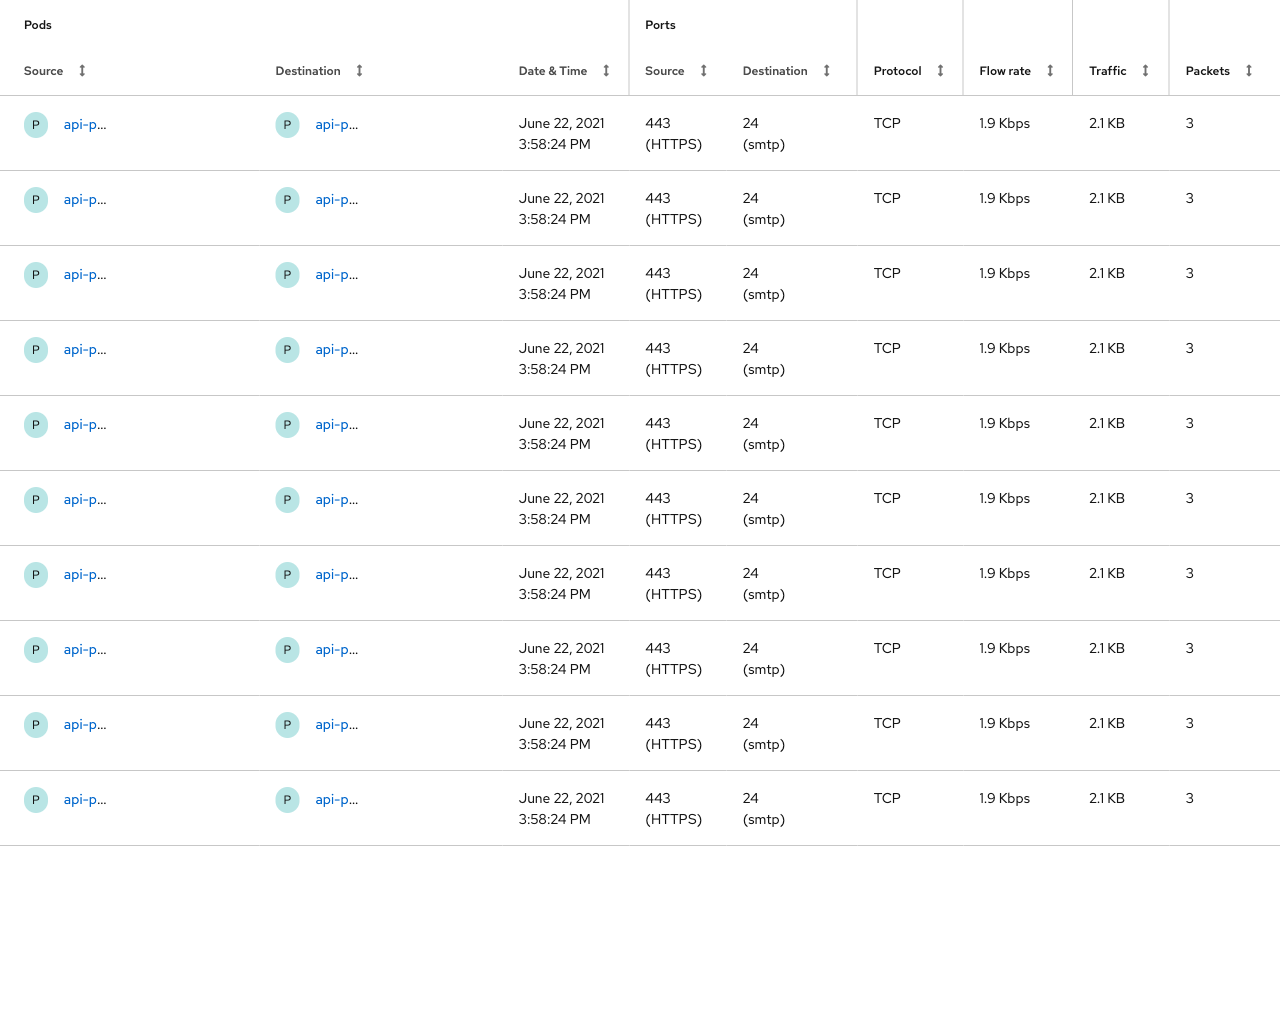 Pods Ports
Source Destination Date & Time Source Destination Protocol Flow rate Traffic Packets
P api-p... P api-p... June 22, 2021 443 24 TCP 1.9 Kbps 2.1 KB 3
3:58:24 PM (HTTPS) (smtp)
P api-p... P api-p... June 22, 2021 443 24 TCP 1.9 Kbps 2.1 KB 3
3:58:24 PM (HTTPS) (smtp)
P api-p... P api-p... June 22, 2021 443 24 TCP 1.9 Kbps 2.1 KB 3
3:58:24 PM (HTTPS) (smtp)
P api-p... P api-p... June 22, 2021 443 24 TCP 1.9 Kbps 2.1 KB 3
3:58:24 PM (HTTPS) (smtp)
P api-p... P api-p... June 22, 2021 443 24 TCP 1.9 Kbps 2.1 KB 3
3:58:24 PM (HTTPS) (smtp)
P api-p... P api-p... June 22, 2021 443 24 TCP 1.9 Kbps 2.1 KB 3
3:58:24 PM (HTTPS) (smtp)
P api-p... P api-p... June 22, 2021 443 24 TCP 1.9 Kbps 2.1 KB 3
3:58:24 PM (HTTPS) (smtp)
P api-p... P api-p... June 22, 2021 443 24 TCP 1.9 Kbps 2.1 KB 3
3:58:24 PM (HTTPS) (smtp)
P api-p... P api-p... June 22, 2021 443 24 TCP 1.9 Kbps 2.1 KB 3
3:58:24 PM (HTTPS) (smtp)
P api-p... P api-p... June 22, 2021 443 24 TCP 1.9 Kbps 2.1 KB 3
3:58:24 PM (HTTPS) (smtp)